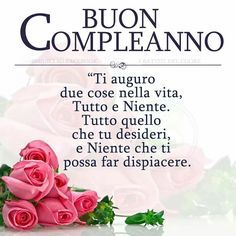 BUON
COMPLEANNO
“Ti auguro
due cose nella vita,
Tutto e Niente.
Tutto quello
che tu desideri,
e Niente che ti
possa far dispiacere.